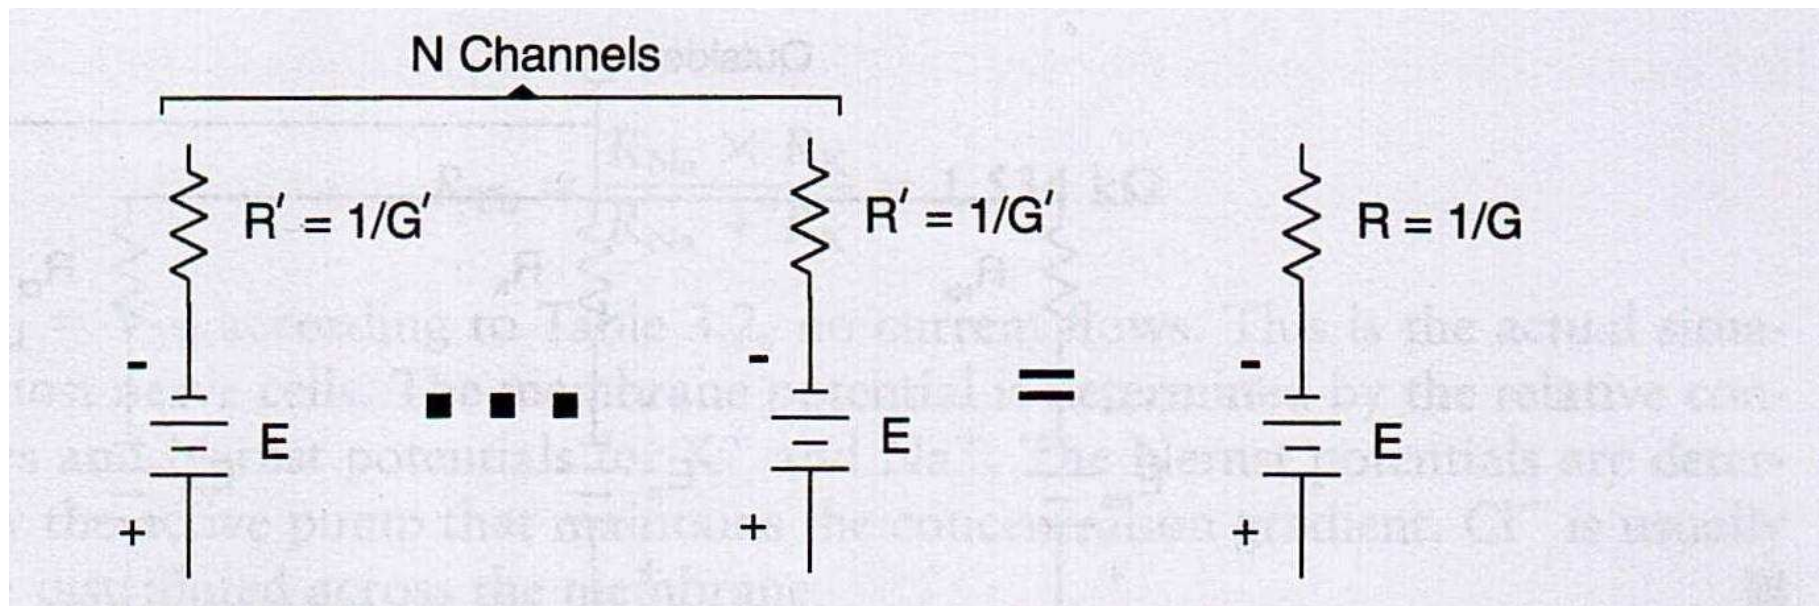 N Channels
R′ = 1/G′
R′ = 1/G′
R = 1/G
-
-
-
E
E
=
E
+
+
+